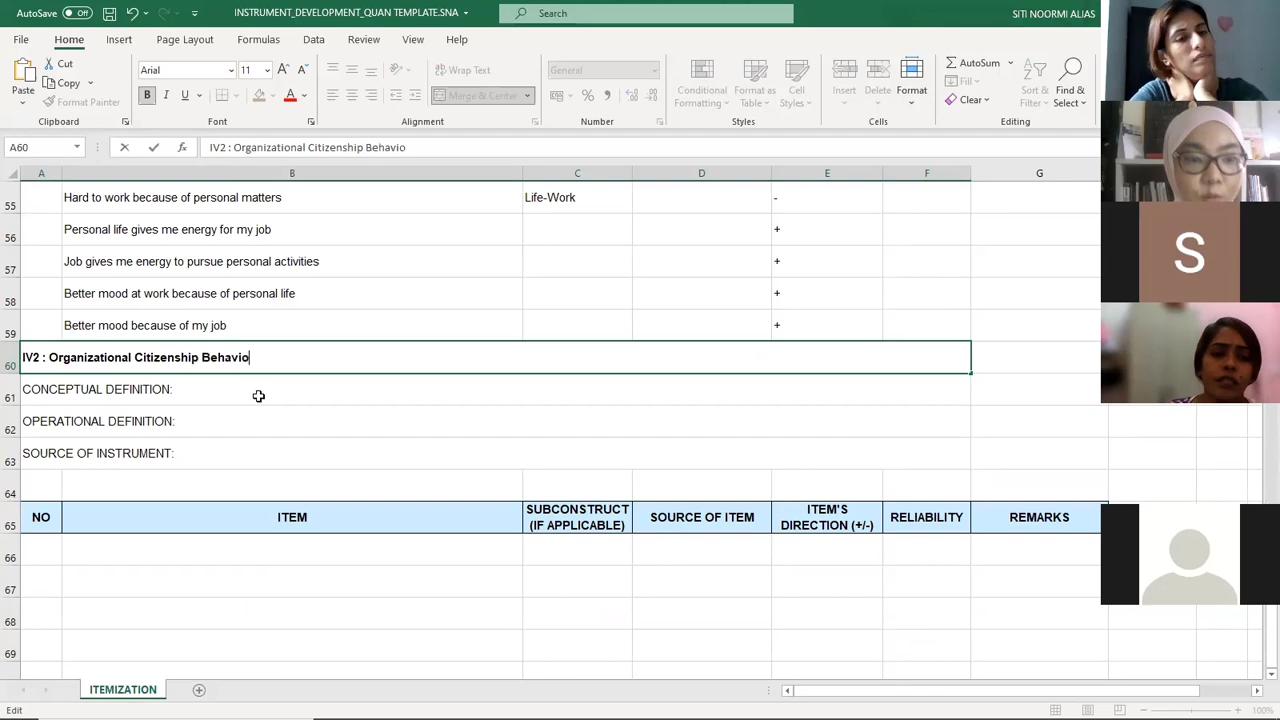 AutoSave Off INSTRUMENT_DEVELOPMENT_QUAN TEMPLATE.SNA Search SITI NOORMI ALIAS
File Home Insert Page Layout Formulas Data Review View Help
Cut
Copy
Format Painter
Paste
Arial 11
B I U
Wrap Text
Merge & Center
General
Conditional Formatting
Format as Table
Cell Styles
Insert Delete Format
AutoSum
Fill
Clear
Sort & Filter
Find & Select
Clipboard Font Alignment Number Styles Cells Editing
A60 fx IV2 : Organizational Citizenship Behavio
A B C D E F G
55 Hard to work because of personal matters Life-Work -
56 Personal life gives me energy for my job +
57 Job gives me energy to pursue personal activities +
58 Better mood at work because of personal life +
59 Better mood because of my job +
60 IV2 : Organizational Citizenship Behavio
61 CONCEPTUAL DEFINITION:
62 OPERATIONAL DEFINITION:
63 SOURCE OF INSTRUMENT:
64
65 NO ITEM SUBCONSTRUCT (IF APPLICABLE) SOURCE OF ITEM ITEM'S DIRECTION (+/-) RELIABILITY REMARKS
66
67
68
69
ITEMIZATION
Edit 100%
S